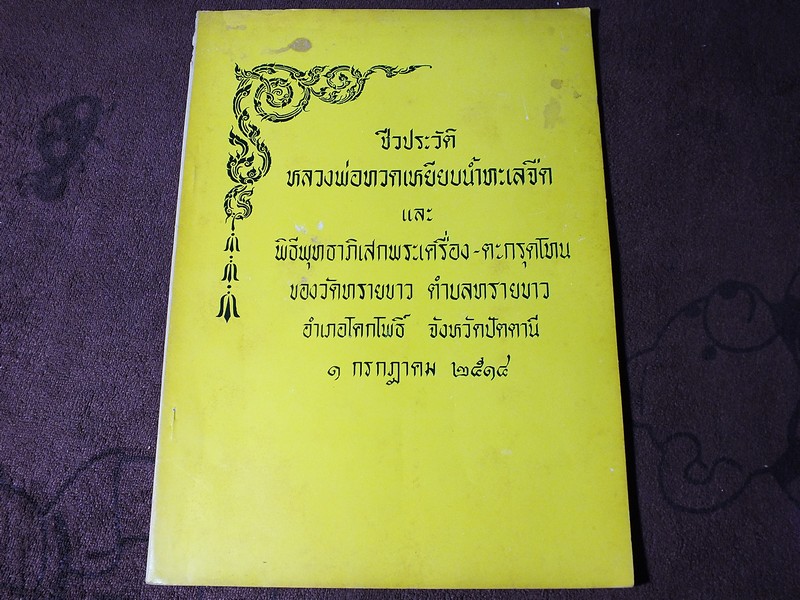 ชีวประวัติ
หลวงพ่อทวดเหยียบน้ำทะเลจืด
และ
พิธีพุทธาภิเสกพระเครื่อง-ตะกรุดโทน
ของวัดทรายขาว ตำบลทรายขาว
อำเภอโคกโพธิ์ จังหวัดปัตตานี
๑ กรกฎาคม ๒๕๑๔